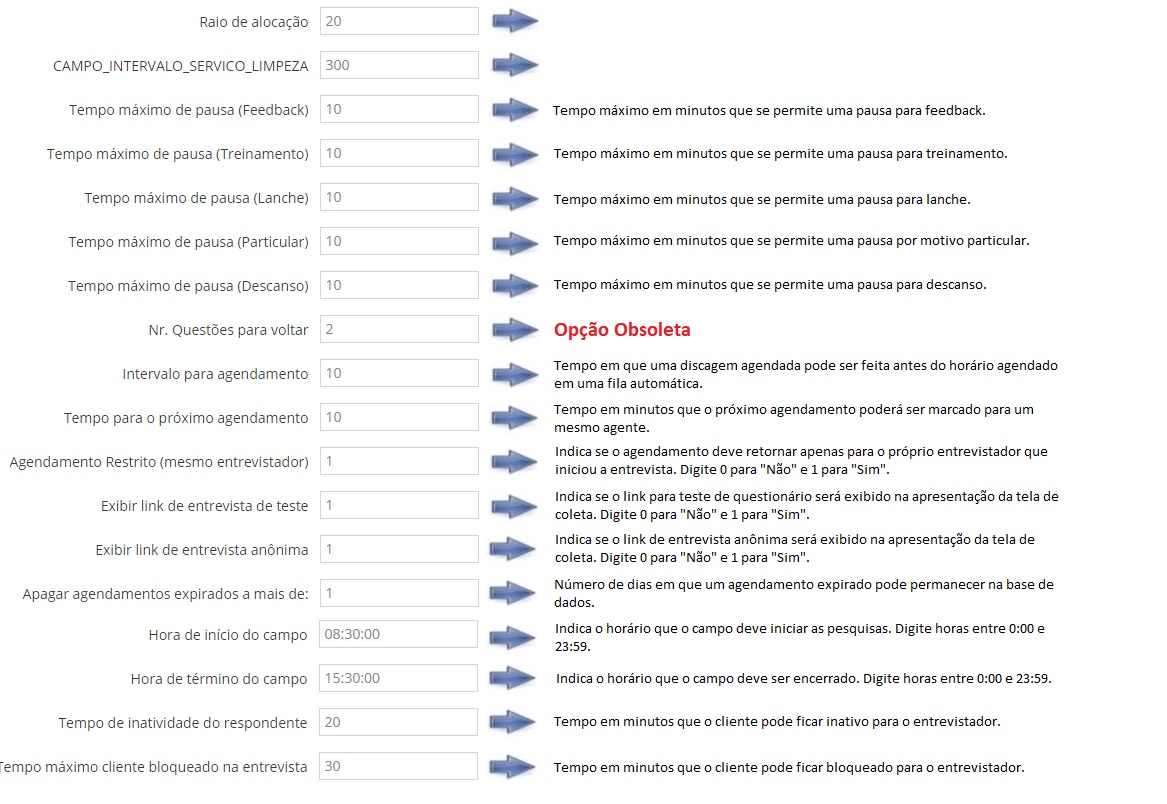 Raio de alocação 20
CAMPO_INTERVALO_SERVICO_LIMPEZA 300
Tempo máximo de pausa (Feedback) 10 Tempo máximo em minutos que se permite uma pausa para feedback.
Tempo máximo de pausa (Treinamento) 10 Tempo máximo em minutos que se permite uma pausa para treinamento.
Tempo máximo de pausa (Lanche) 10 Tempo máximo em minutos que se permite uma pausa para lanche.
Tempo máximo de pausa (Particular) 10 Tempo máximo em minutos que se permite uma pausa por motivo particular.
Tempo máximo de pausa (Descanso) 10 Tempo máximo em minutos que se permite uma pausa para descanso.
Nr. Questões para voltar 2 Opção Obsoleta
Intervalo para agendamento 10 Tempo em que uma discagem agendada pode ser feita antes do horário agendado
em uma fila automática.
Tempo para o próximo agendamento 10 Tempo em minutos que o próximo agendamento poderá ser marcado para um
mesmo agente.
Agendamento Restrito (mesmo entrevistador) 1 Indica se o agendamento deve retornar apenas para o próprio entrevistador que
iniciou a entrevista. Digite 0 para "Não" e 1 para "Sim".
Exibir link de entrevista de teste 1 Indica se o link para teste de questionário será exibido na apresentação da tela de
coleta. Digite 0 para "Não" e 1 para "Sim".
Exibir link de entrevista anônima 1 Indica se o link de entrevista anônima será exibido na apresentação da tela de
coleta. Digite 0 para "Não" e 1 para "Sim".
Apagar agendamentos expirados a mais de: 1 Número de dias em que um agendamento expirado pode permanecer na base de
dados.
Hora de início do campo 08:30:00 Indica o horário que o campo deve iniciar as pesquisas. Digite horas entre 0:00 e
23:59.
Hora de término do campo 15:30:00 Indica o horário que o campo deve ser encerrado. Digite horas entre 0:00 e 23:59.
Tempo de inatividade do respondente 20 Tempo em minutos que o cliente pode ficar inativo para o entrevistador.
Tempo máximo cliente bloqueado na entrevista 30 Tempo em minutos que o cliente pode ficar bloqueado para o entrevistador.